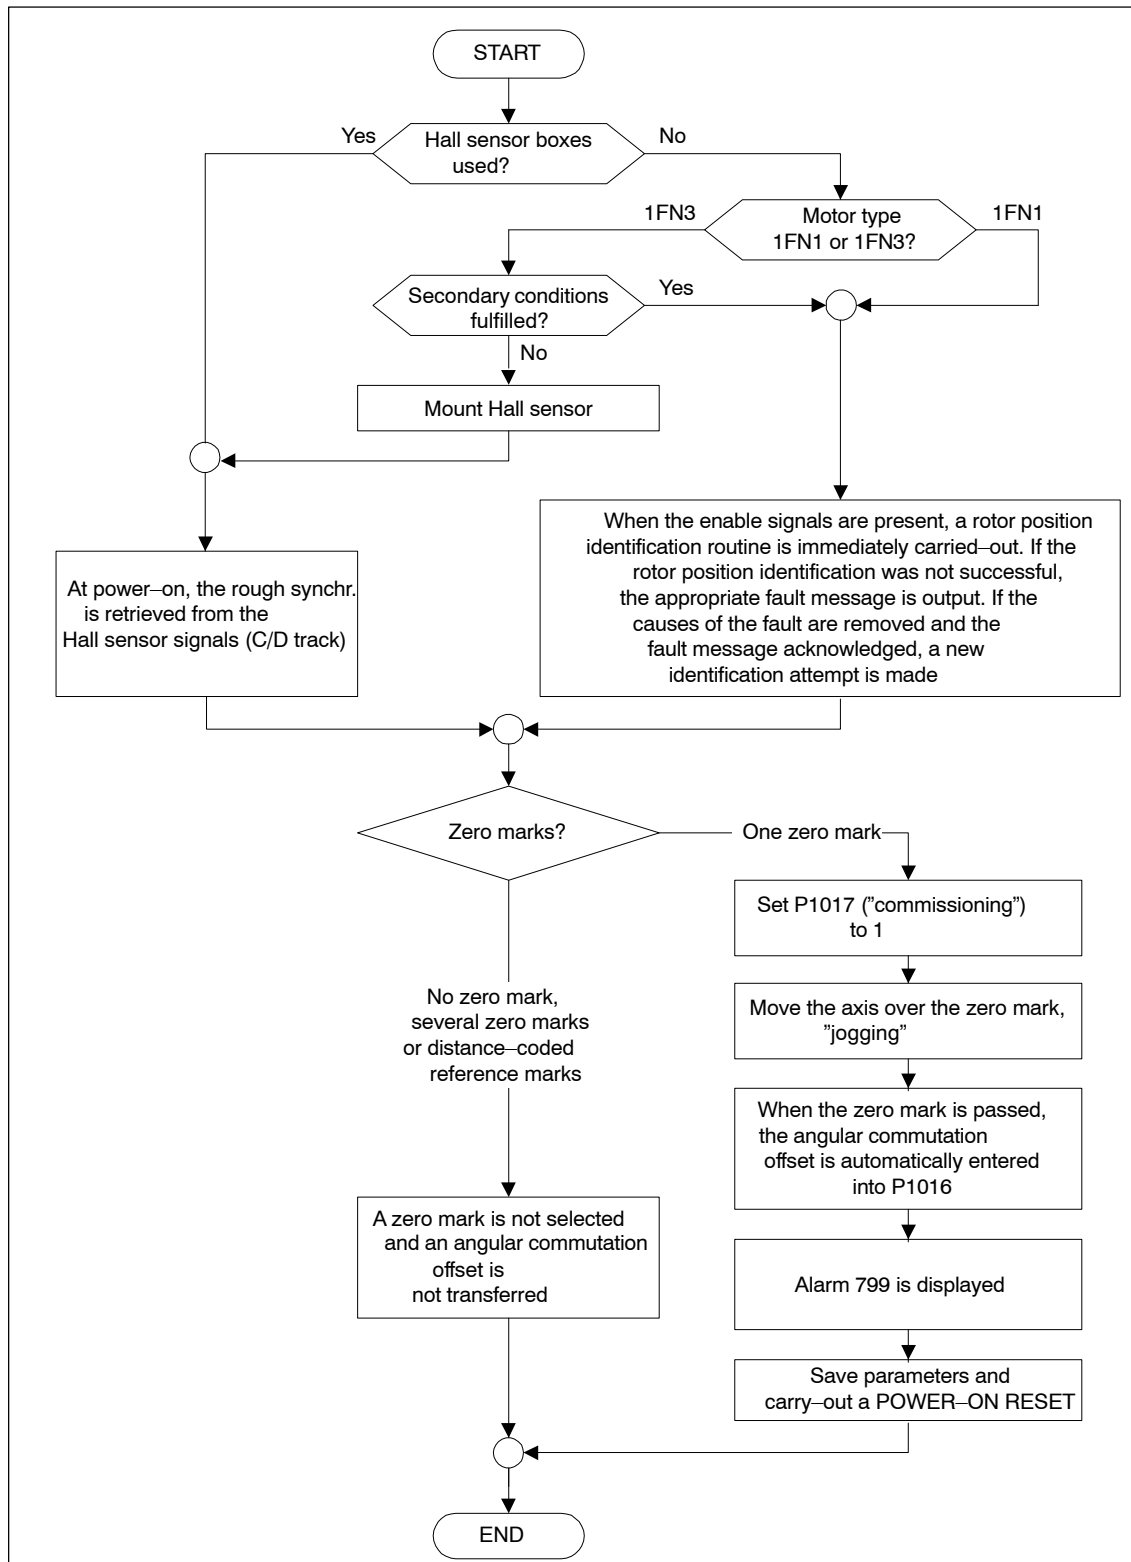 START
Yes
Hall sensor boxes
used?
No
1FN3
Motor type
1FN1 or 1FN3?
1FN1
Secondary conditions
fulfilled?
Yes
No
Mount Hall sensor
When the enable signals are present, a rotor position
identification routine is immediately carried–out. If the
rotor position identification was not successful,
the appropriate fault message is output. If the
causes of the fault are removed and the
fault message acknowledged, a new
identification attempt is made
At power–on, the rough synchr.
is retrieved from the
Hall sensor signals (C/D track)
Zero marks?
One zero mark
Set P1017 (”commissioning”)
to 1
No zero mark,
several zero marks
or distance–coded
reference marks
Move the axis over the zero mark,
”jogging”
When the zero mark is passed,
the angular commutation
offset is automatically entered
into P1016
A zero mark is not selected
and an angular commutation
offset is
not transferred
Alarm 799 is displayed
Save parameters and
carry–out a POWER–ON RESET
END